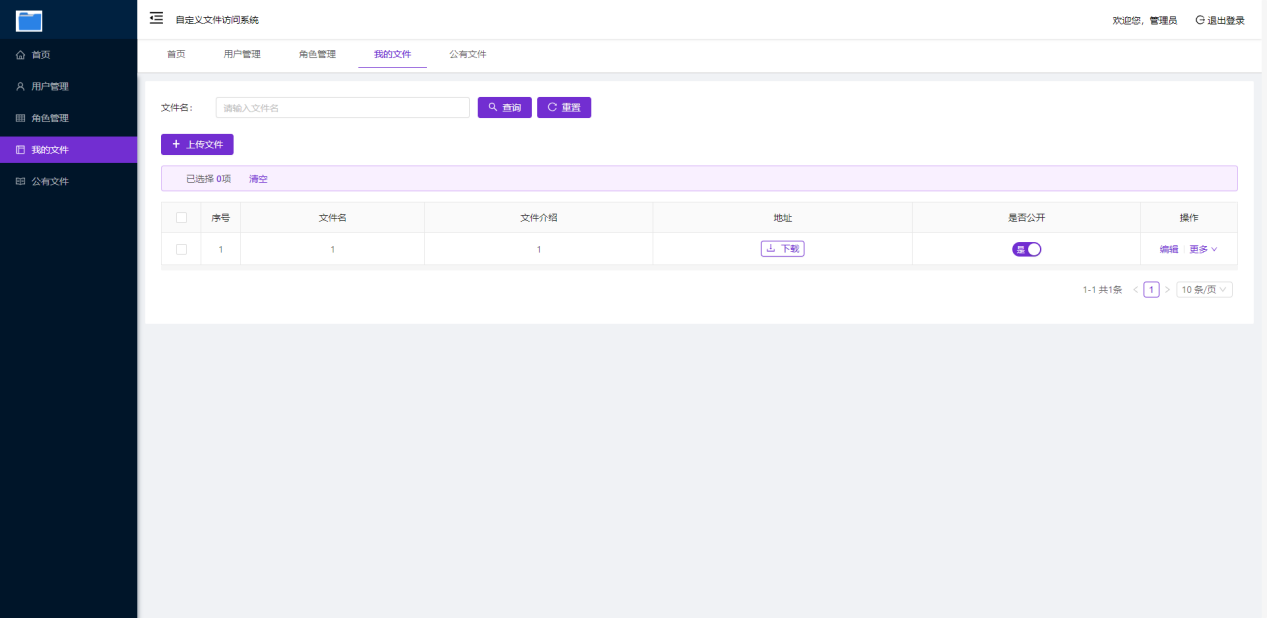 自定义文件访问系统
欢迎您，管理员 退出登录
首页
用户管理
角色管理
我的文件
公有文件
首页 用户管理 角色管理 我的文件 公有文件
文件名： 请输入文件名 查询 重置
+ 上传文件
已选择 0项 清空
序号 文件名 文件介绍 地址 是否公开 操作
1 1 1 下载 是 编辑 更多
1-1 共1条 < 1 > 10 条/页